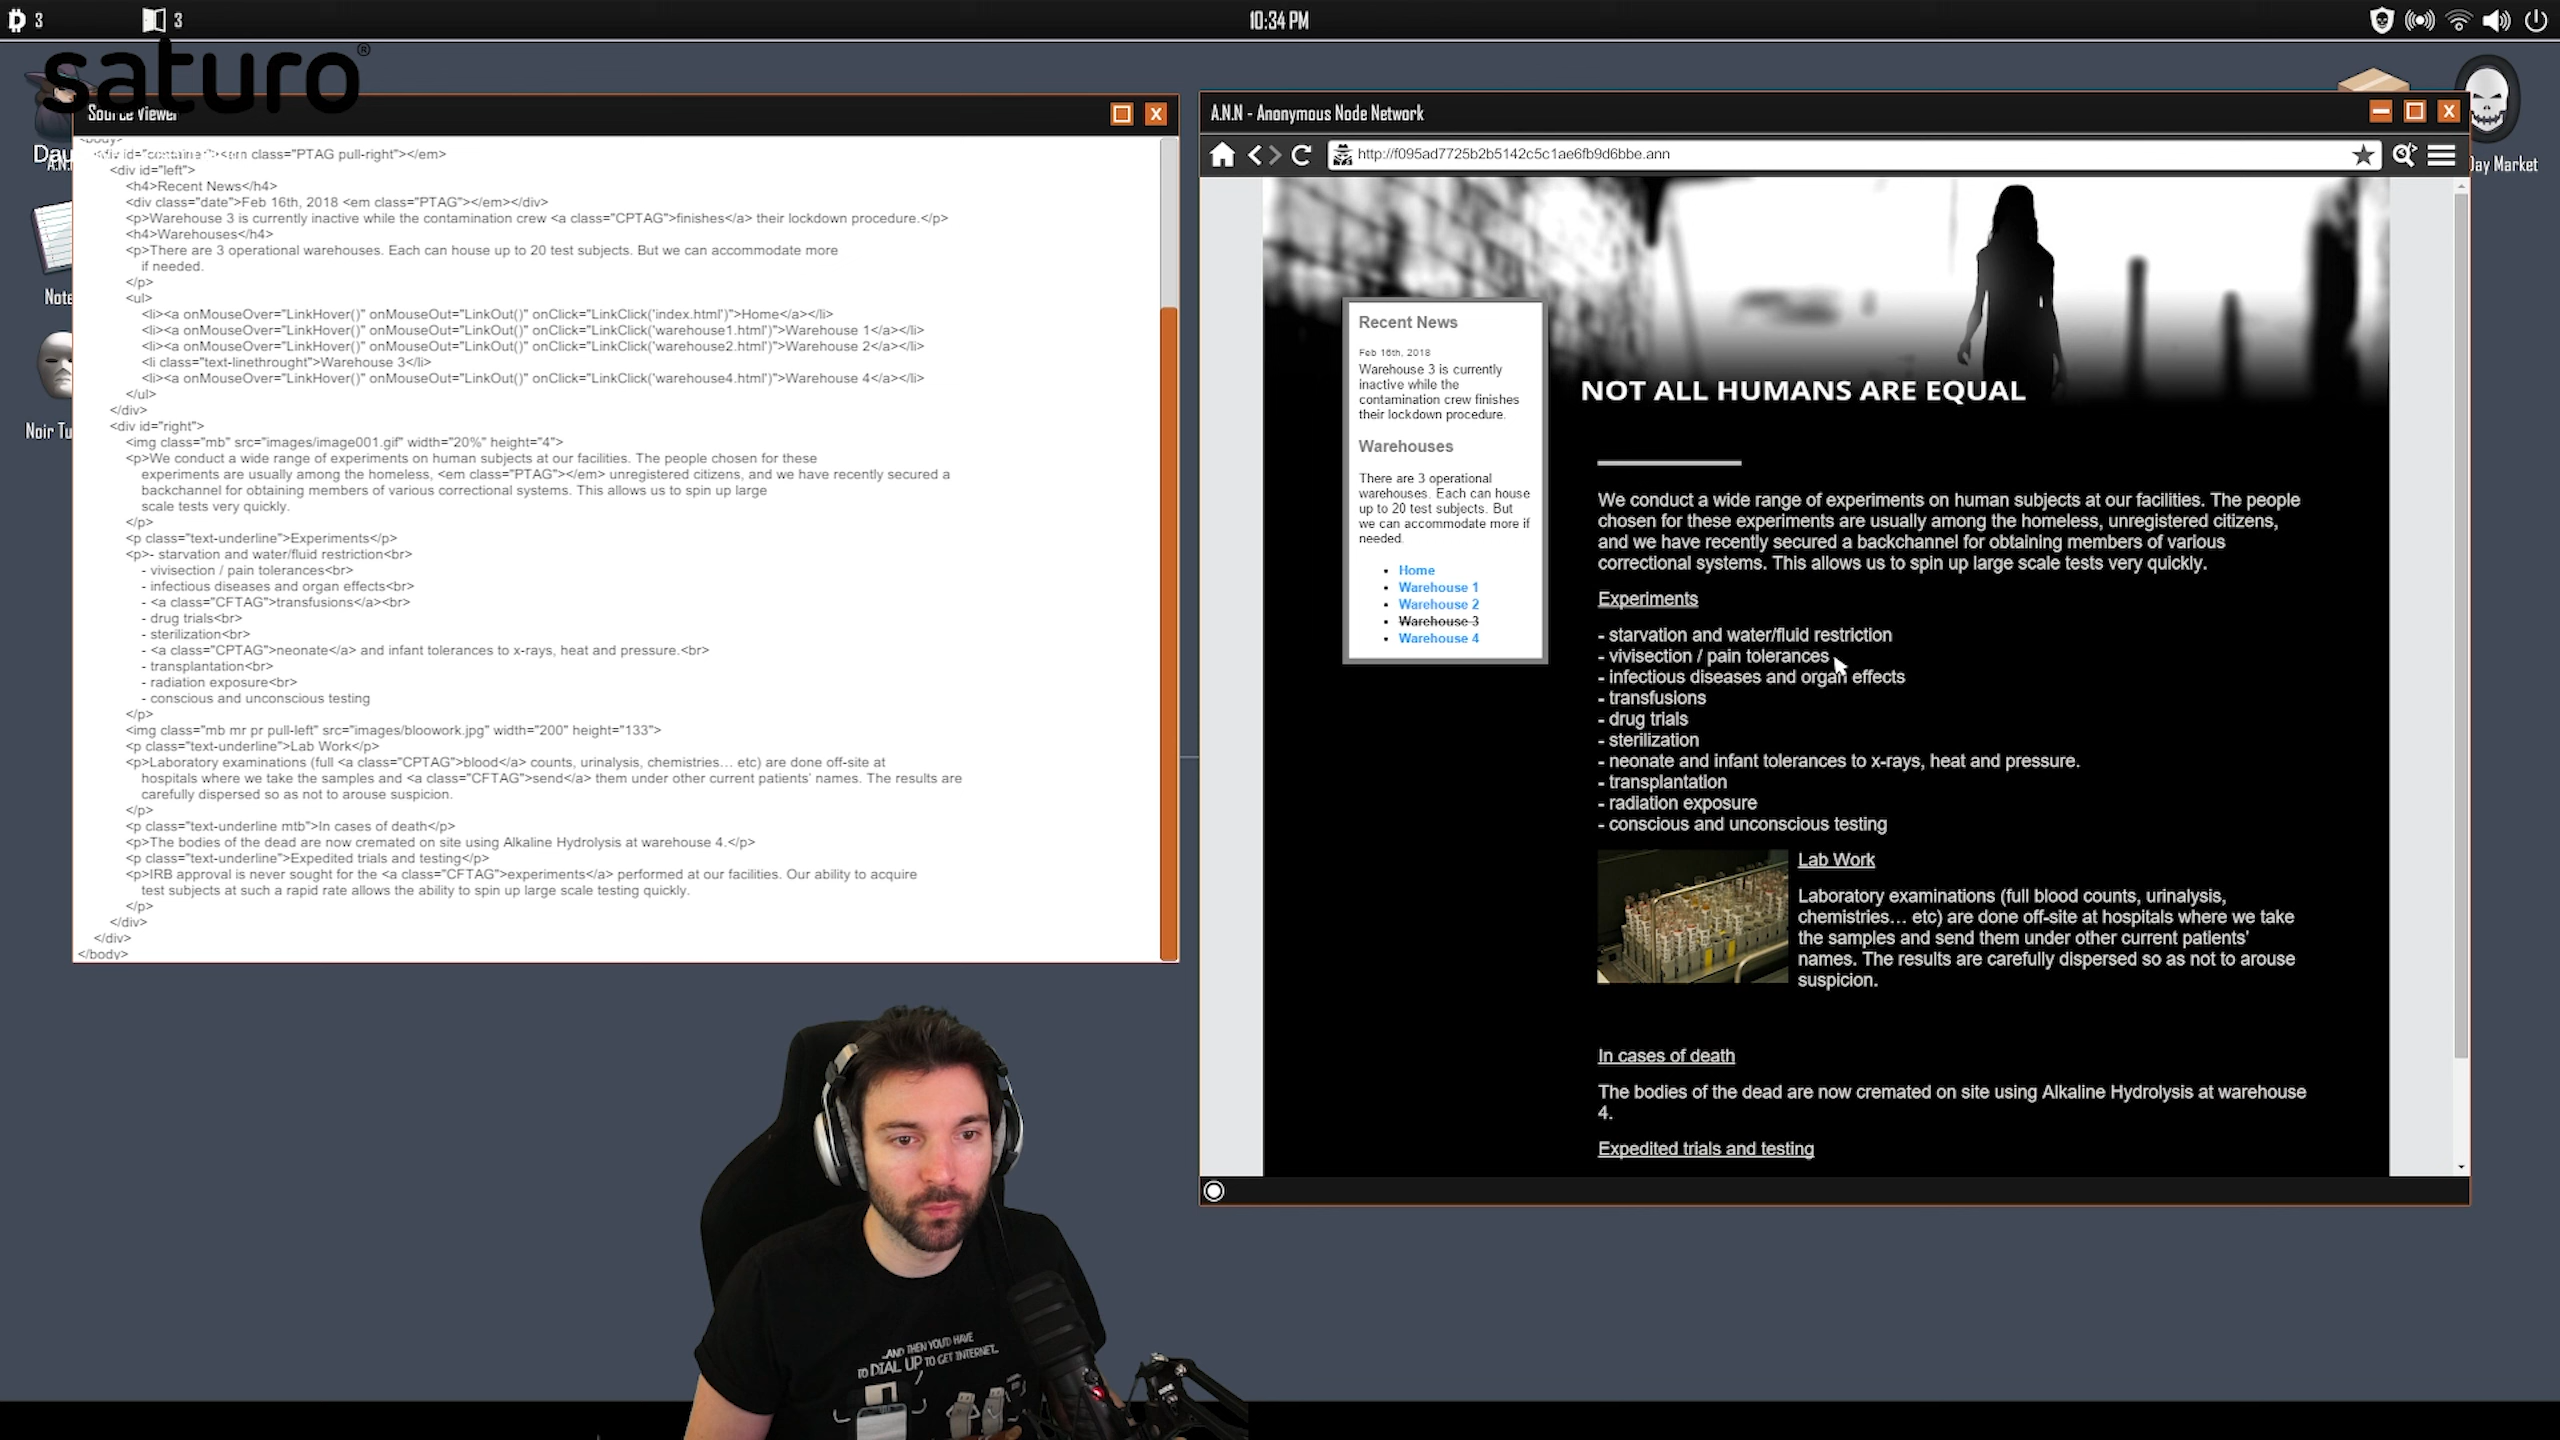 3
3
10:34 PM
saturo®
Source Viewer
A.N.N - Anonymous Node Network
http://f095ad7725b2b5142c5c1ae6fb9d6bbe.ann
Day Market
Note
Noir Tu
<body>
<div id="container"><em class="PTAG pull-right"></em>
<div id="left">
<h4>Recent News</h4>
<div class="date">Feb 16th, 2018 <em class="PTAG"></em></div>
<p>Warehouse 3 is currently inactive while the contamination crew <a class="CPTAG">finishes</a> their lockdown procedure.</p>
<h4>Warehouses</h4>
<p>There are 3 operational warehouses. Each can house up to 20 test subjects. But we can accommodate more
if needed.
</p>
<ul>
<li><a onMouseOver="LinkHover()" onMouseOut="LinkOut()" onClick="LinkClick('index.html')">Home</a></li>
<li><a onMouseOver="LinkHover()" onMouseOut="LinkOut()" onClick="LinkClick('warehouse1.html')">Warehouse 1</a></li>
<li><a onMouseOver="LinkHover()" onMouseOut="LinkOut()" onClick="LinkClick('warehouse2.html')">Warehouse 2</a></li>
<li class="text-linethrought">Warehouse 3</li>
<li><a onMouseOver="LinkHover()" onMouseOut="LinkOut()" onClick="LinkClick('warehouse4.html')">Warehouse 4</a></li>
</ul>
</div>
<div id="right">
<img class="mb" src="images/image001.gif" width="20%" height="4">
<p>We conduct a wide range of experiments on human subjects at our facilities. The people chosen for these
experiments are usually among the homeless, <em class="PTAG"></em> unregistered citizens, and we have recently secured a
backchannel for obtaining members of various correctional systems. This allows us to spin up large
scale tests very quickly.
</p>
<p class="text-underline">Experiments</p>
<p>- starvation and water/fluid restriction<br>
- vivisection / pain tolerances<br>
- infectious diseases and organ effects<br>
- <a class="CFTAG">transfusions</a><br>
- drug trials<br>
- sterilization<br>
- <a class="CPTAG">neonate</a> and infant tolerances to x-rays, heat and pressure.<br>
- transplantation<br>
- radiation exposure<br>
- conscious and unconscious testing
</p>
<img class="mb mr pr pull-left" src="images/bloowork.jpg" width="200" height="133">
<p class="text-underline">Lab Work</p>
<p>Laboratory examinations (full <a class="CPTAG">blood</a> counts, urinalysis, chemistries… etc) are done off-site at
hospitals where we take the samples and <a class="CFTAG">send</a> them under other current patients' names. The results are
carefully dispersed so as not to arouse suspicion.
</p>
<p class="text-underline mtb">In cases of death</p>
<p>The bodies of the dead are now cremated on site using Alkaline Hydrolysis at warehouse 4.</p>
<p class="text-underline">Expedited trials and testing</p>
<p>IRB approval is never sought for the <a class="CFTAG">experiments</a> performed at our facilities. Our ability to acquire
test subjects at such a rapid rate allows the ability to spin up large scale testing quickly.
</p>
</div>
</div>
</body>
Recent News
Feb 16th, 2018
Warehouse 3 is currently
inactive while the
contamination crew finishes
their lockdown procedure.
Warehouses
There are 3 operational
warehouses. Each can house
up to 20 test subjects. But
we can accommodate more if
needed.
Home
Warehouse 1
Warehouse 2
Warehouse 3
Warehouse 4
NOT ALL HUMANS ARE EQUAL
We conduct a wide range of experiments on human subjects at our facilities. The people
chosen for these experiments are usually among the homeless, unregistered citizens,
and we have recently secured a backchannel for obtaining members of various
correctional systems. This allows us to spin up large scale tests very quickly.
Experiments
- starvation and water/fluid restriction
- vivisection / pain tolerances
- infectious diseases and organ effects
- transfusions
- drug trials
- sterilization
- neonate and infant tolerances to x-rays, heat and pressure.
- transplantation
- radiation exposure
- conscious and unconscious testing
Lab Work
Laboratory examinations (full blood counts, urinalysis,
chemistries… etc) are done off-site at hospitals where we take
the samples and send them under other current patients'
names. The results are carefully dispersed so as not to arouse
suspicion.
In cases of death
The bodies of the dead are now cremated on site using Alkaline Hydrolysis at warehouse
4.
Expedited trials and testing
...AND THEN YOU'D HAVE
TO DIAL UP TO GET INTERNET...